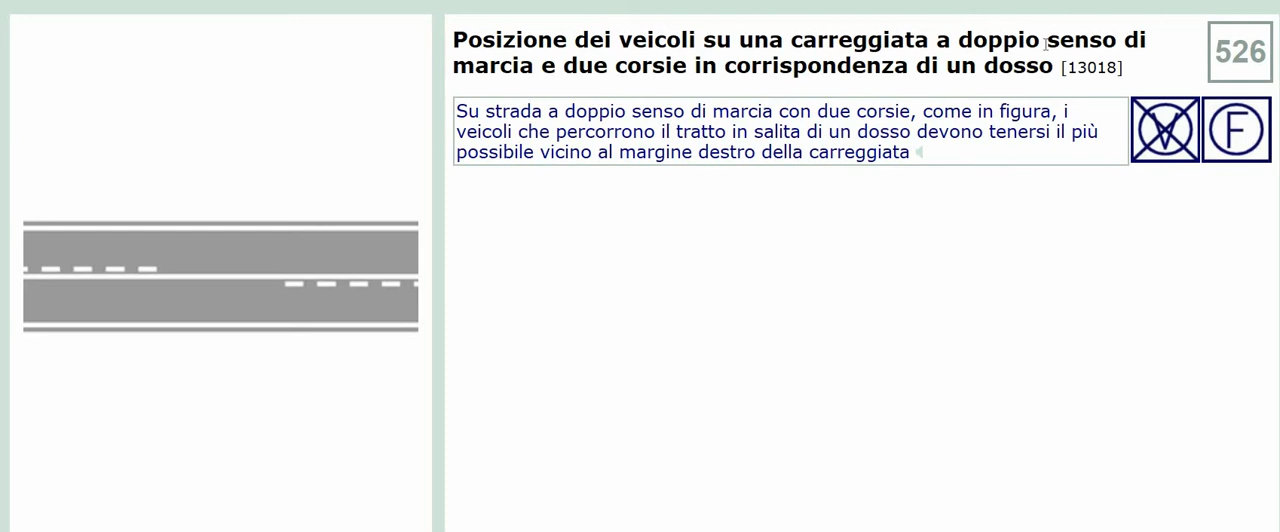 Posizione dei veicoli su una carreggiata a doppio senso di
marcia e due corsie in corrispondenza di un dosso [13018]
526
Su strada a doppio senso di marcia con due corsie, come in figura, i
veicoli che percorrono il tratto in salita di un dosso devono tenersi il più
possibile vicino al margine destro della carreggiata
V
F